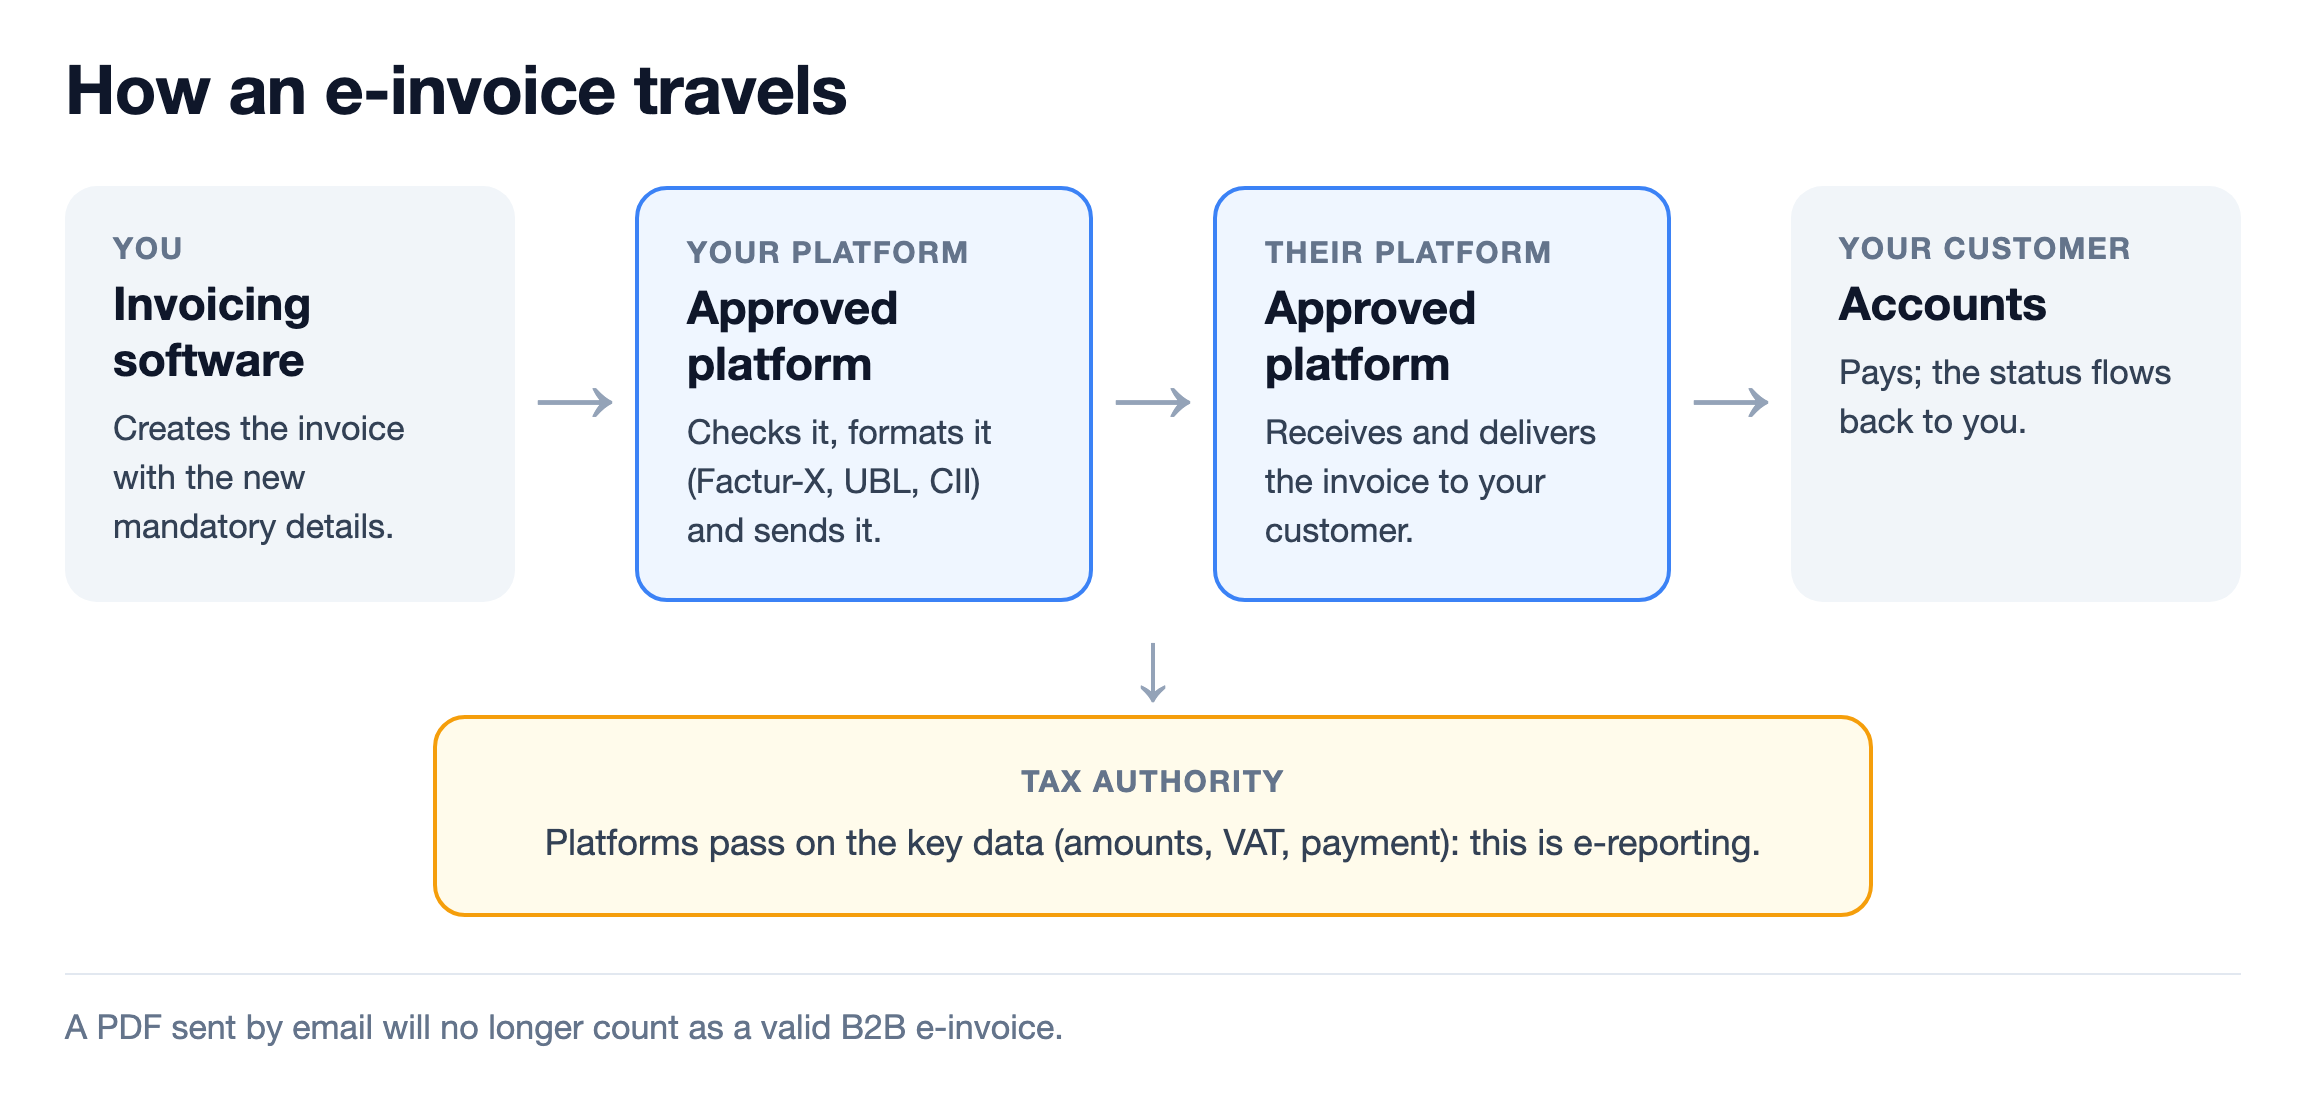 How an e-invoice travels
YOU
Invoicing
software
Creates the invoice
with the new
mandatory details.
YOUR PLATFORM
Approved
platform
Checks it, formats it
(Factur-X, UBL, CII)
and sends it.
THEIR PLATFORM
Approved
platform
Receives and delivers
the invoice to your
customer.
YOUR CUSTOMER
Accounts
Pays; the status flows
back to you.
TAX AUTHORITY
Platforms pass on the key data (amounts, VAT, payment): this is e-reporting.
A PDF sent by email will no longer count as a valid B2B e-invoice.